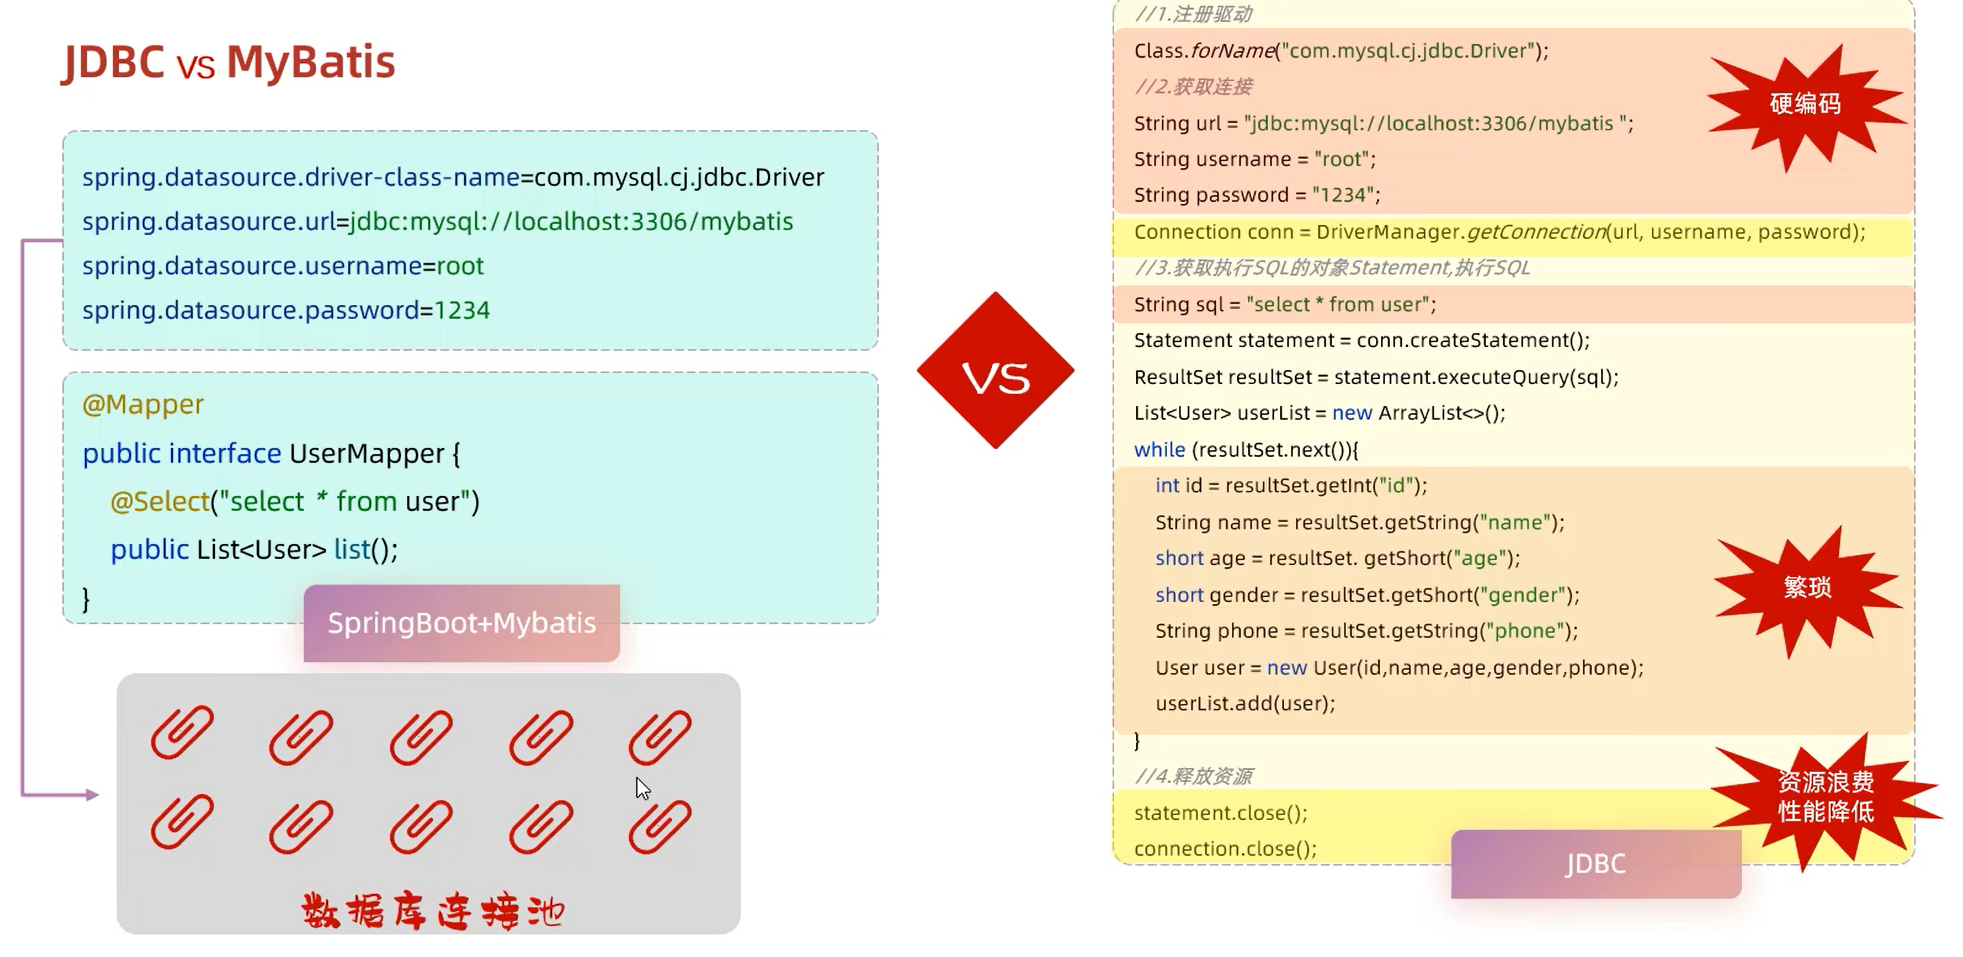 JDBC vs MyBatis
spring.datasource.driver-class-name=com.mysql.cj.jdbc.Driver
spring.datasource.url=jdbc:mysql://localhost:3306/mybatis
spring.datasource.username=root
spring.datasource.password=1234
@Mapper
public interface UserMapper {
@Select("select * from user")
public List<User> list();
}
SpringBoot+Mybatis
数据库连接池
VS
//1.注册驱动
Class.forName("com.mysql.cj.jdbc.Driver");
//2.获取连接
String url = "jdbc:mysql://localhost:3306/mybatis ";
String username = "root";
String password = "1234";
硬编码
Connection conn = DriverManager.getConnection(url, username, password);
//3.获取执行SQL的对象Statement,执行SQL
String sql = "select * from user";
Statement statement = conn.createStatement();
ResultSet resultSet = statement.executeQuery(sql);
List<User> userList = new ArrayList<>();
while (resultSet.next()){
int id = resultSet.getInt("id");
String name = resultSet.getString("name");
short age = resultSet. getShort("age");
short gender = resultSet.getShort("gender");
String phone = resultSet.getString("phone");
User user = new User(id,name,age,gender,phone);
userList.add(user);
繁琐
}
//4.释放资源
statement.close();
connection.close();
资源浪费
性能降低
JDBC